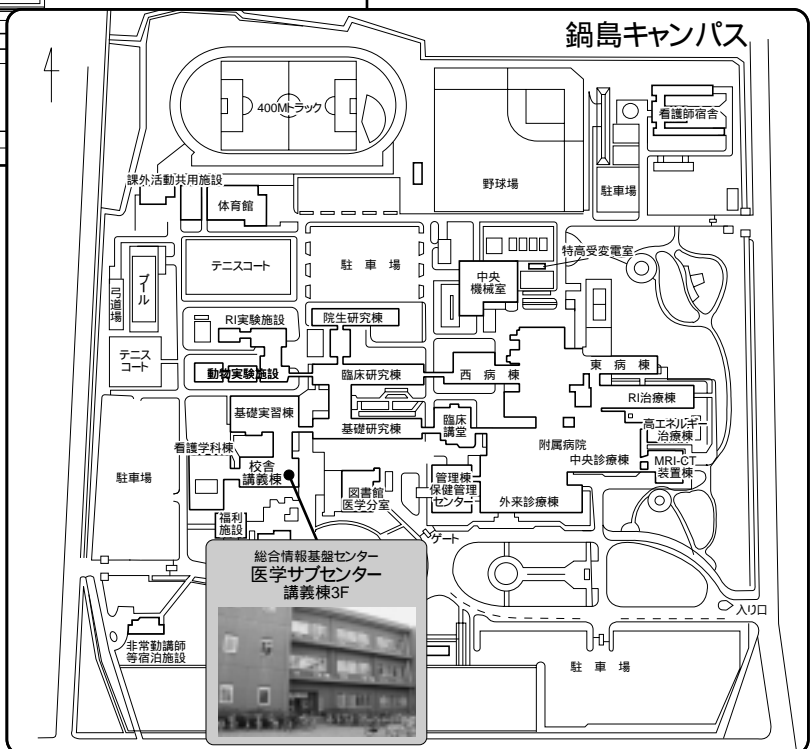 鍋島キャンパス
400Mトラック
看護師宿舎
課外活動共用施設
体育館
野球場
駐車場
テニスコート
駐車場
特高受変電室
中央
機械室
プール
弓道場
RI実験施設
院生研究棟
テニス
コート
動物実験施設
臨床研究棟
西病棟
東病棟
RI治療棟
基礎実習棟
臨床
講堂
高エネルギー
治療棟
基礎研究棟
附属病院
看護学科棟
中央診療棟
MRI-CT
装置棟
駐車場
校舎
講義棟
図書館
医学分室
管理棟
保健管理
センター
外来診療棟
福利
施設
ゲート
総合情報基盤センター
医学サブセンター
講義棟3F
入り口
非常勤講師
等宿泊施設
駐車場